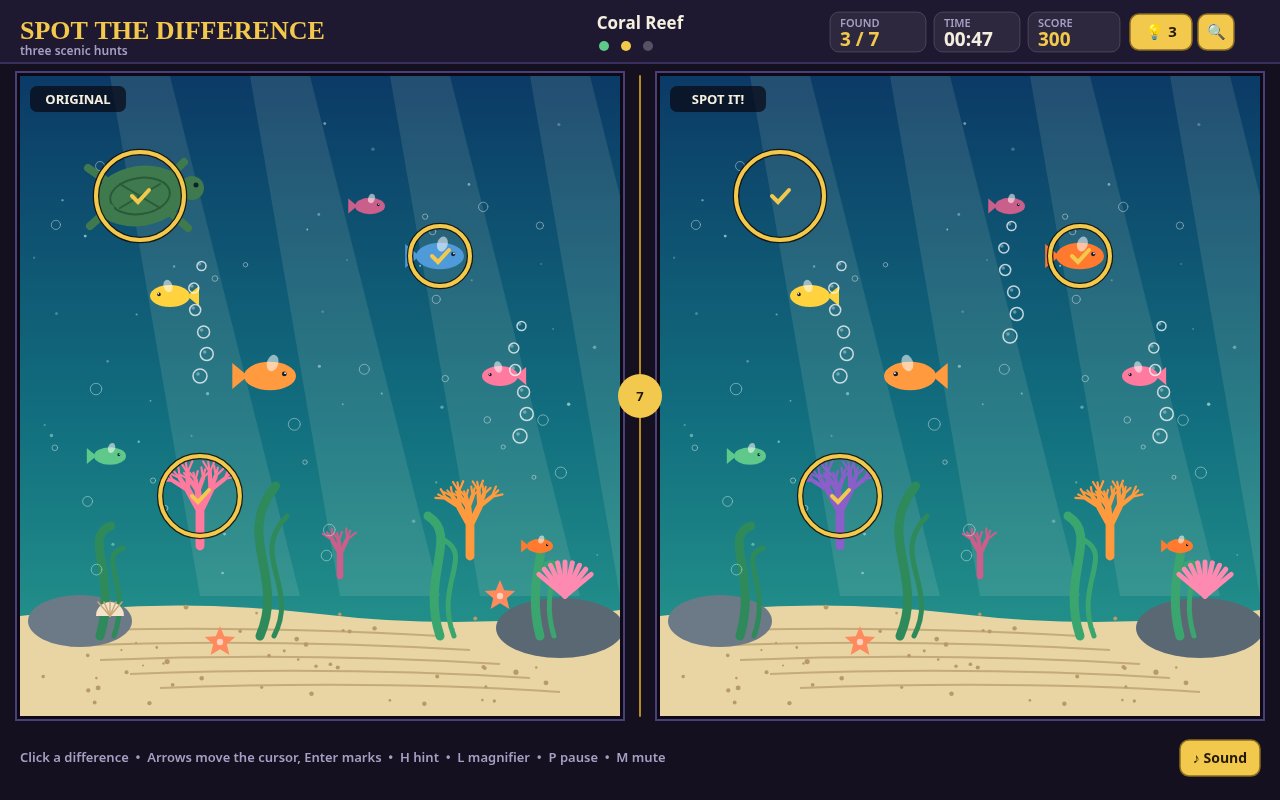 SPOT THE DIFFERENCE
three scenic hunts
Coral Reef
FOUND
3 / 7
TIME
00:47
SCORE
300
💡 3
🔍
ORIGINAL
SPOT IT!
7
Click a difference • Arrows move the cursor, Enter marks • H hint • L magnifier • P pause • M mute
♪ Sound